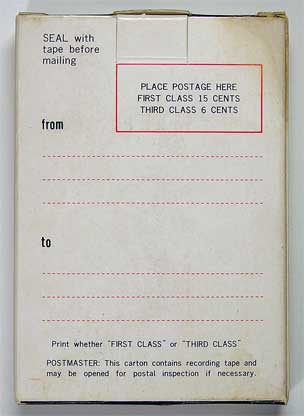 SEAL with
tape before
mailing
PLACE POSTAGE HERE
FIRST CLASS 15 CENTS
THIRD CLASS 6 CENTS
from
to
Print whether "FIRST CLASS" or "THIRD CLASS"
POSTMASTER: This carton contains recording tape and
may be opened for postal inspection if necessary.